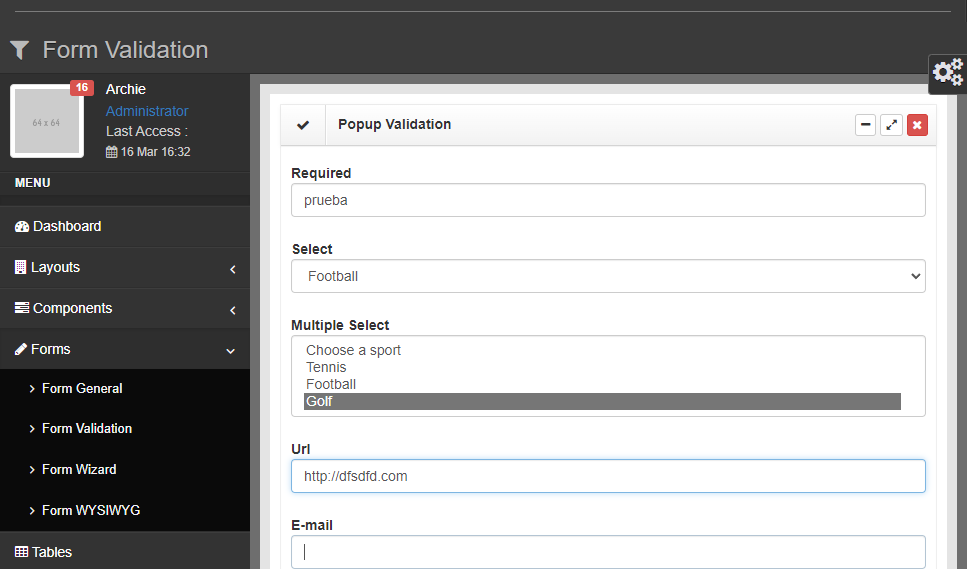 Form Validation
16
Archie
Administrator
Last Access :
16 Mar 16:32
64 x 64
MENU
Dashboard
Layouts
Components
Forms
Form General
Form Validation
Form Wizard
Form WYSIWYG
Tables
Popup Validation
Required
prueba
Select
Football
Multiple Select
Choose a sport
Tennis
Football
Golf
Url
http://dfsdfd.com
E-mail